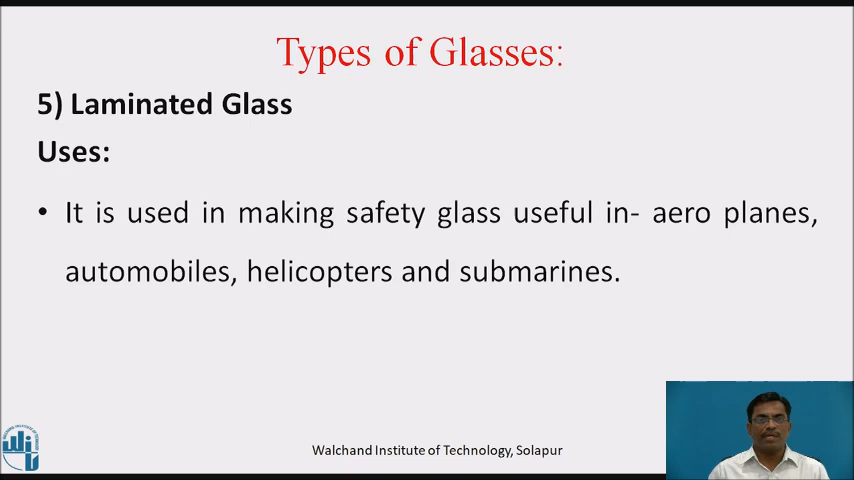 Types of Glasses:
5) Laminated Glass
Uses:
• It is used in making safety glass useful in- aero planes,
automobiles, helicopters and submarines.
Walchand Institute of Technology, Solapur